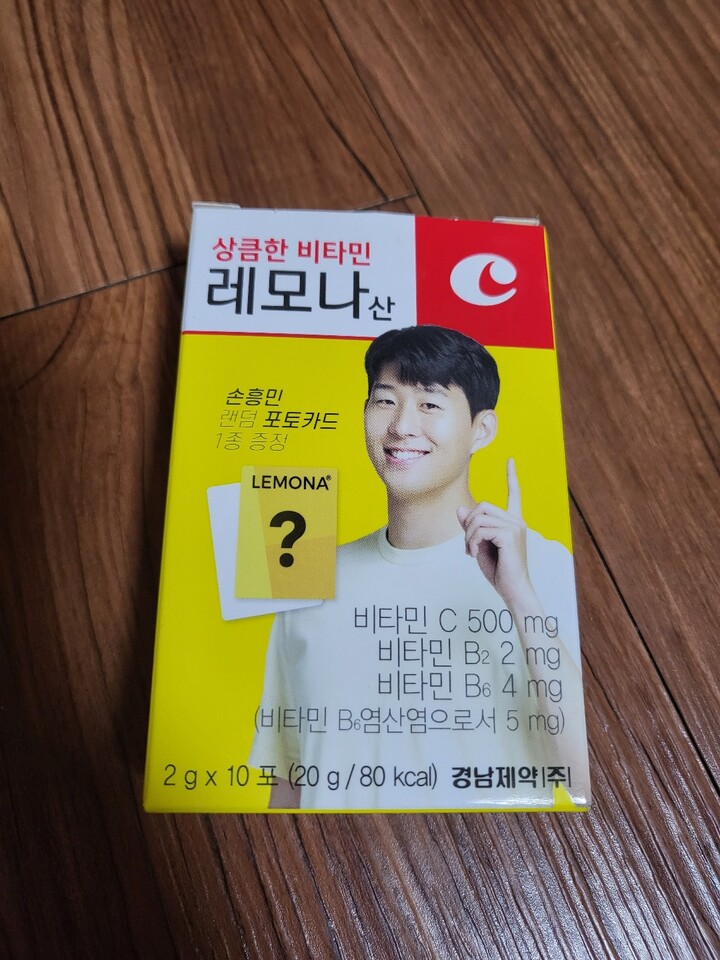 상큼한 비타민
레모나산
손흥민
랜덤 포토카드
1종 증정
LEMONA®
?
비타민 C 500 mg
비타민 B2 2 mg
비타민 B6 4 mg
(비타민 B6염산염으로서 5 mg)
2 g x 10 포 (20 g / 80 kcal) 경남제약|주|